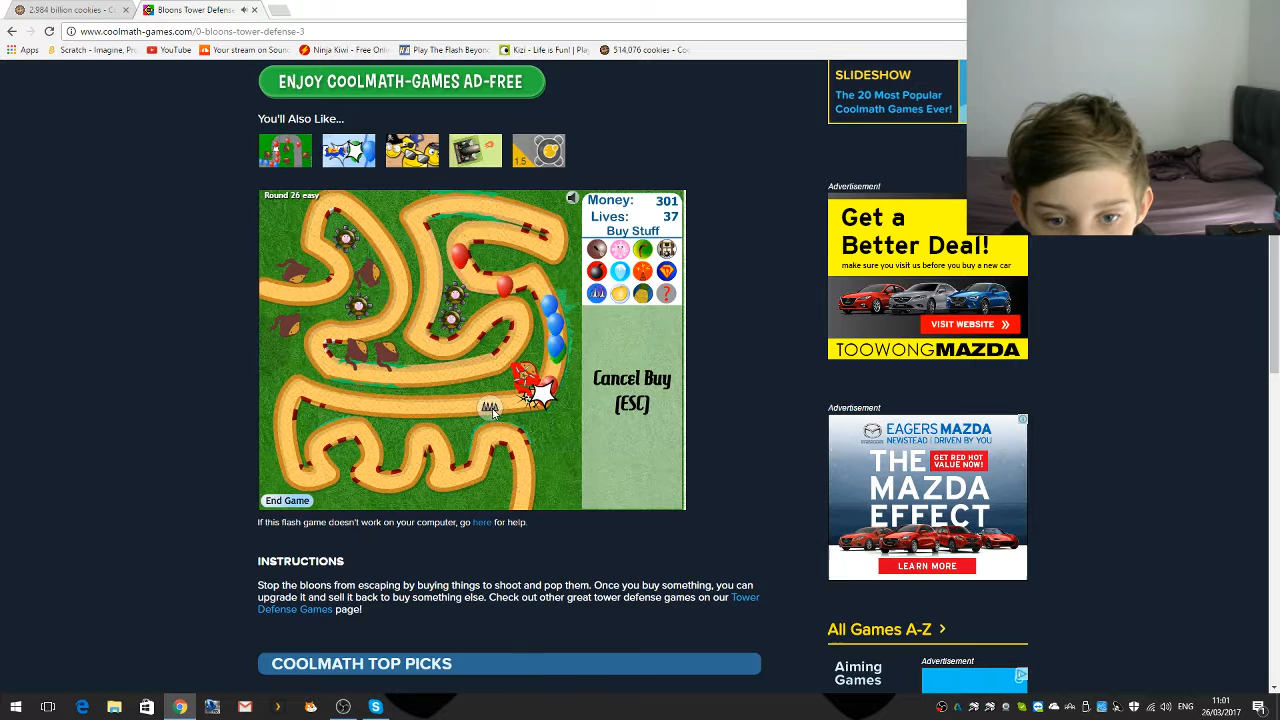 2.984 billion cookies - C
Bloons Tower Defense
www.coolmath-games.com/0-bloons-tower-defense-3
Apps
Scratch - Imagine, Pro
YouTube
Your stream on Sound
Ninja Kiwi - Free Onli
Play The Flash Beyond
Kizi - Life is Fun! | Play
514,076 cookies - Coo
ENJOY COOLMATH-GAMES AD-FREE
You'll Also Like...
1,5
Round 26 easy
Money: 301
Lives: 37
Buy Stuff
?
Cancel Buy
(ESC)
End Game
If this flash game doesn't work on your computer, go here for help.
INSTRUCTIONS
Stop the bloons from escaping by buying things to shoot and pop them. Once you buy something, you can
upgrade it and sell it back to buy something else. Check out other great tower defense games on our Tower
Defense Games page!
COOLMATH TOP PICKS
SLIDESHOW
The 20 Most Popular
Coolmath Games Ever!
Advertisement
Get a
Better Deal!
make sure you visit us before you buy a new car
VISIT WEBSITE
TOOWONG MAZDA
Advertisement
EAGERS MAZDA
NEWSTEAD | DRIVEN BY YOU
THE GET RED HOT
VALUE NOW!
MAZDA
EFFECT
LEARN MORE
All Games A-Z
Aiming
Games
Advertisement
ENG
11:01
26/03/2017